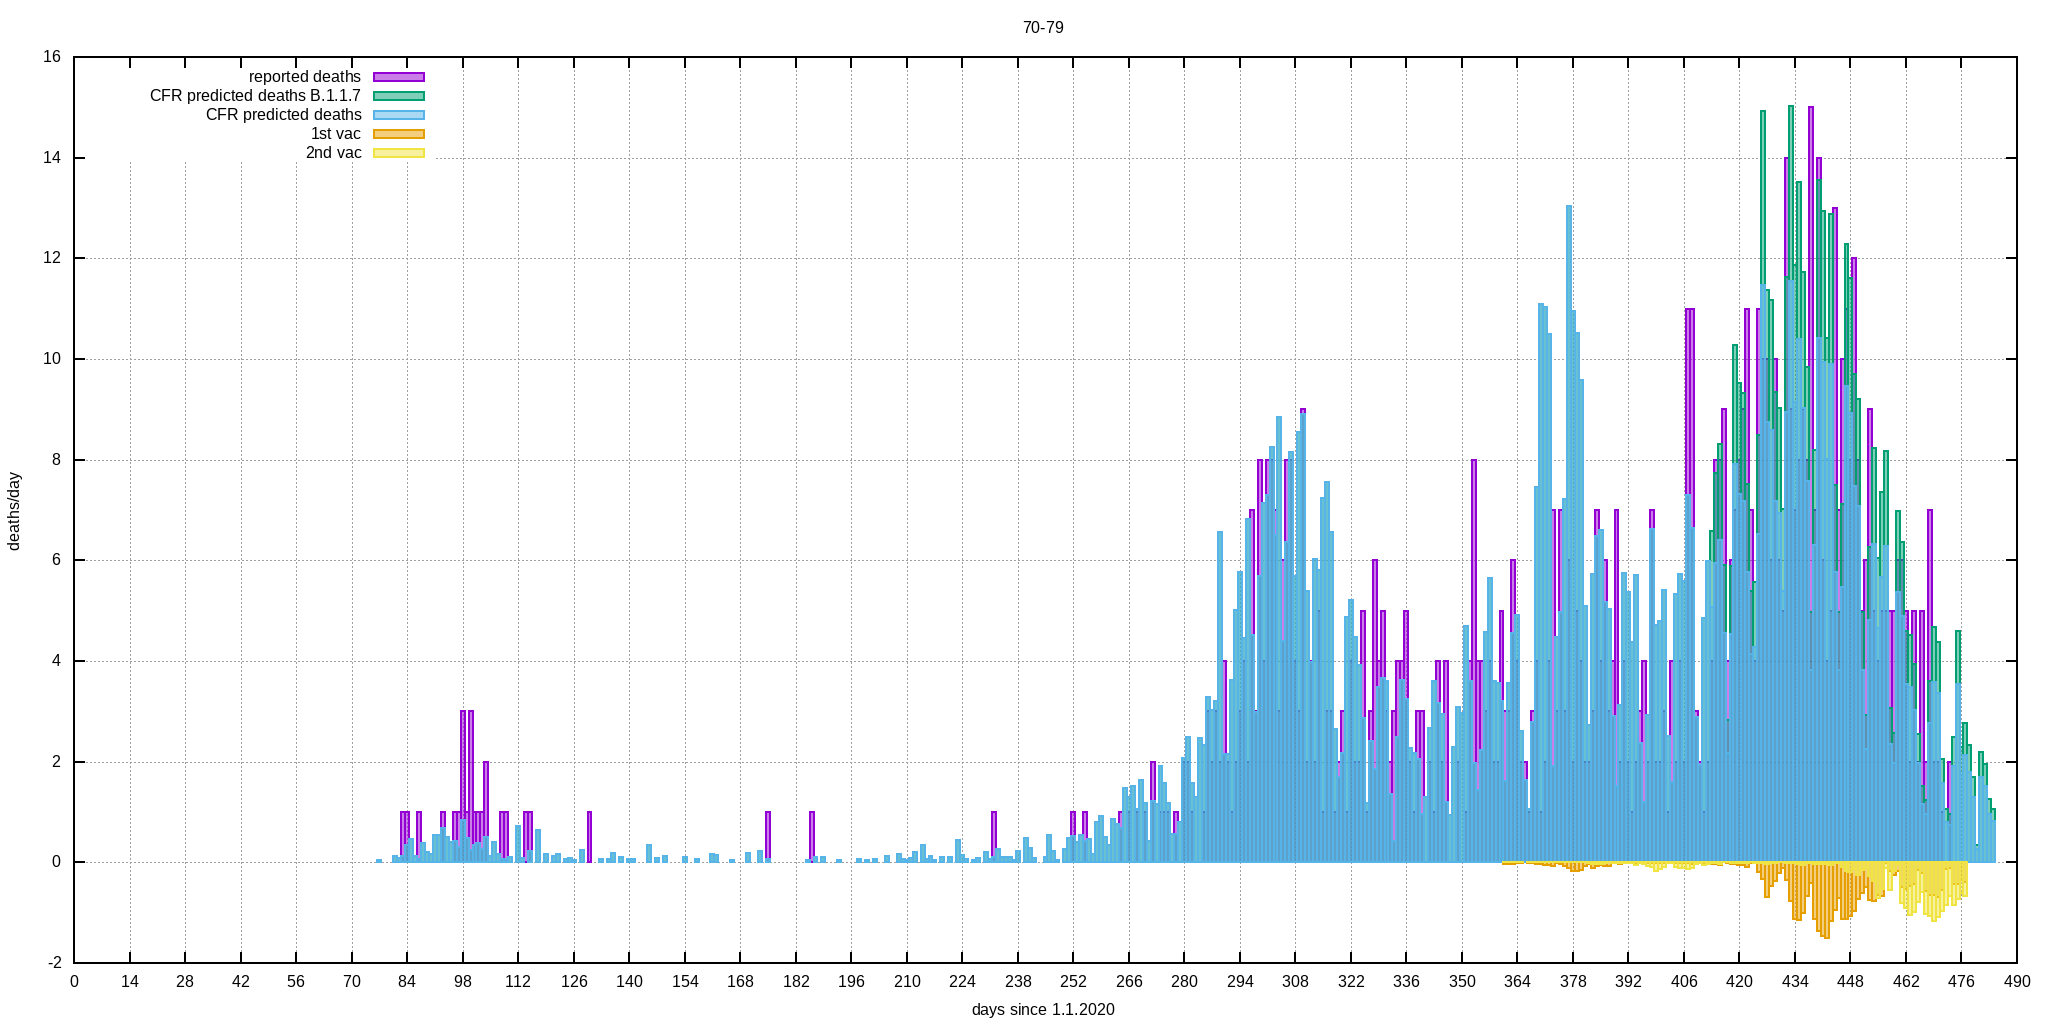 70-79
16
14
12
10
8
6
4
2
0
-2
deaths/day
reported deaths
CFR predicted deaths B.1.1.7
CFR predicted deaths
1st vac
2nd vac
0 14 28 42 56 70 84 98 112 126 140 154 168 182 196 210 224 238 252 266 280 294 308 322 336 350 364 378 392 406 420 434 448 462 476 490
days since 1.1.2020